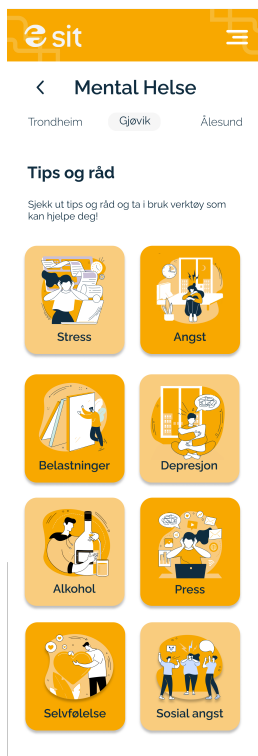 sit
Mental Helse
Trondheim Gjøvik Ålesund
Tips og råd
Sjekk ut tips og råd og ta i bruk verktøy som
kan hjelpe deg!
Stress Angst
Belastninger Depresjon
Alkohol Press
Selvfølelse Sosial angst